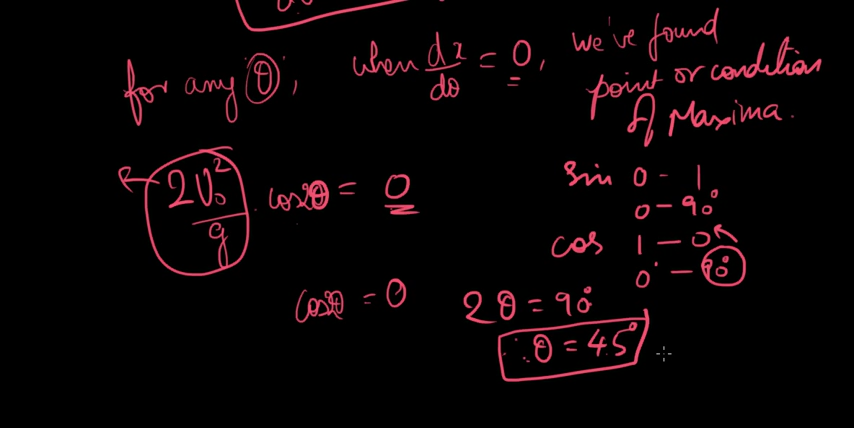 for any θ, when dx/dθ = 0, we've found
point or condition
of Maxima.
2V₀²/g · cos2θ = 0
sin 0 - 1
0 - 90°
cos 1 - 0
0° - 90°
cos2θ = 0
2θ = 90°
∴ θ = 45°